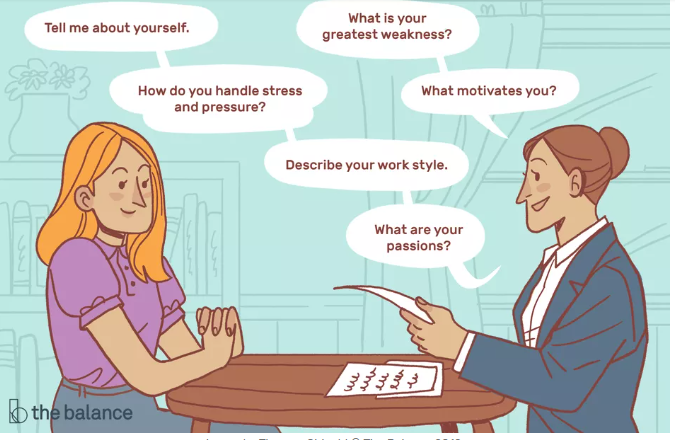 Tell me about yourself.
What is your
greatest weakness?
How do you handle stress
and pressure?
What motivates you?
Describe your work style.
What are your
passions?
the balance